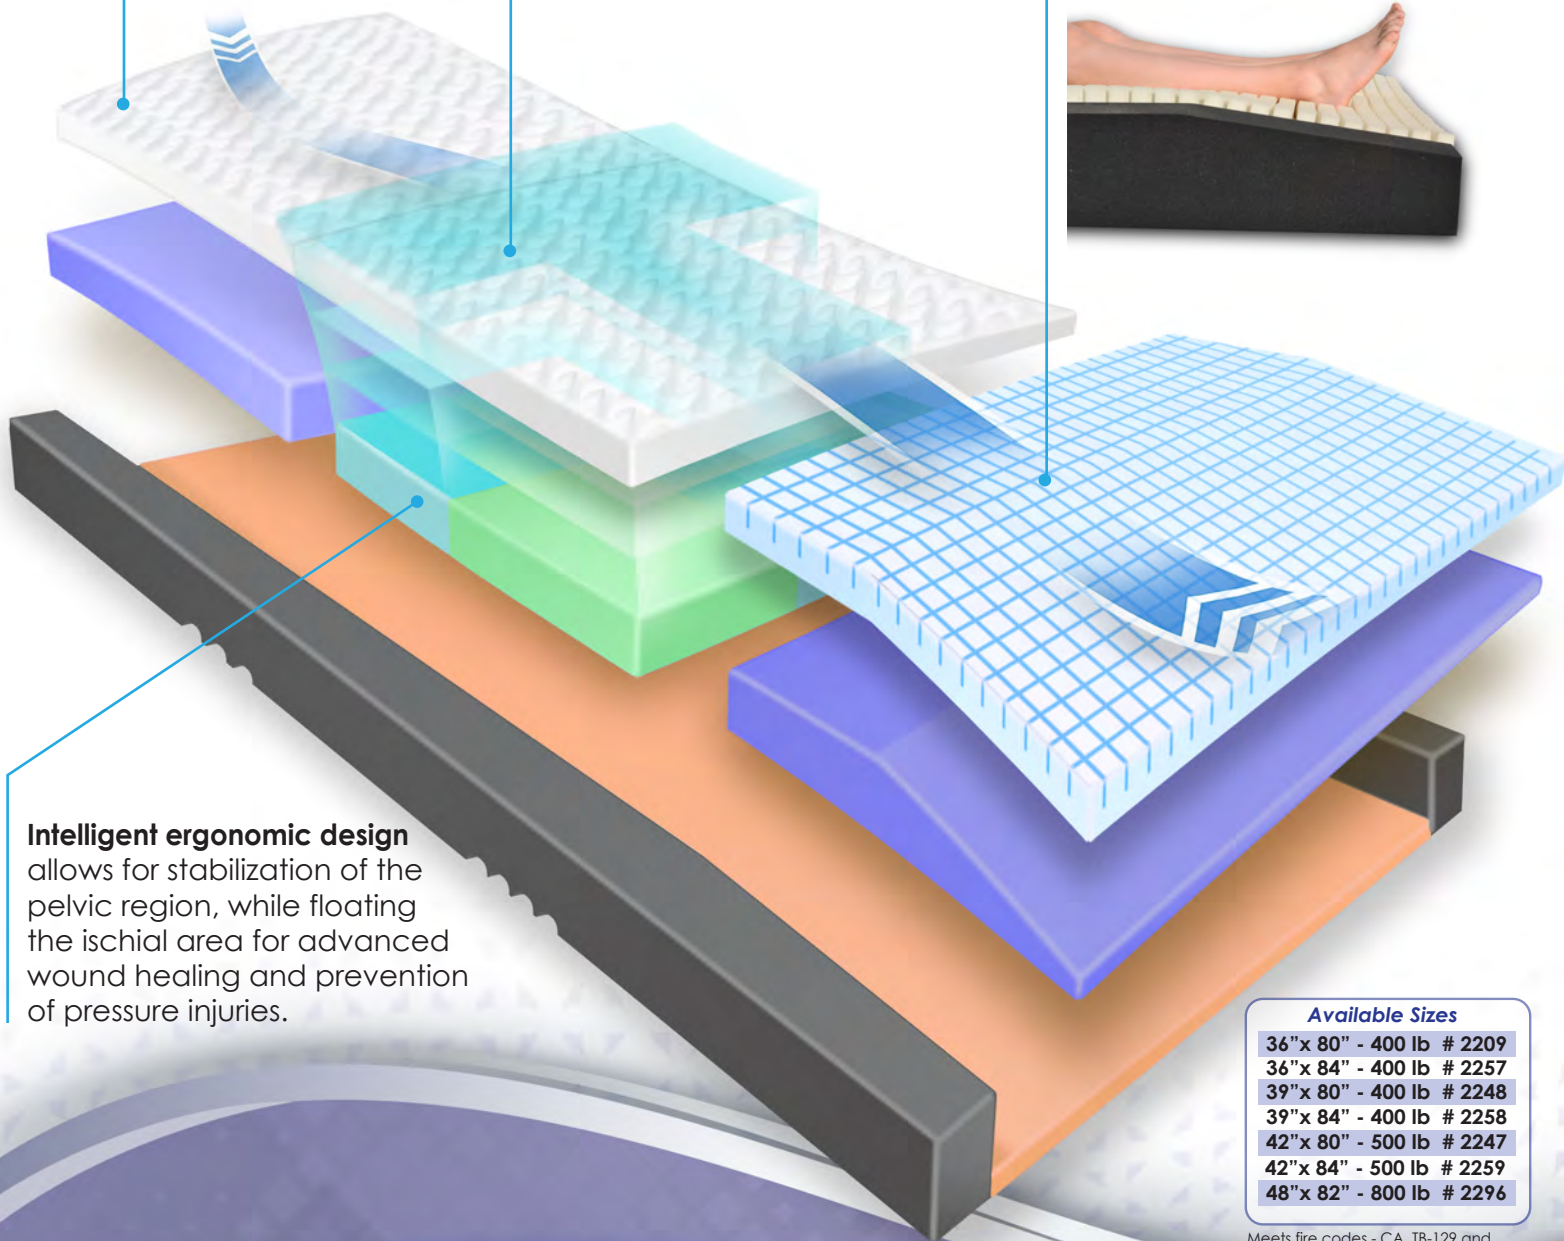 Intelligent ergonomic design
allows for stabilization of the
pelvic region, while floating
the ischial area for advanced
wound healing and prevention
of pressure injuries.
Available Sizes
36”x 80” - 400 lb # 2209
36”x 84” - 400 lb # 2257
39”x 80” - 400 lb # 2248
39”x 84” - 400 lb # 2258
42”x 80” - 500 lb # 2247
42”x 84” - 500 lb # 2259
48”x 82” - 800 lb # 2296
Meets fire codes - CA TB-129 and